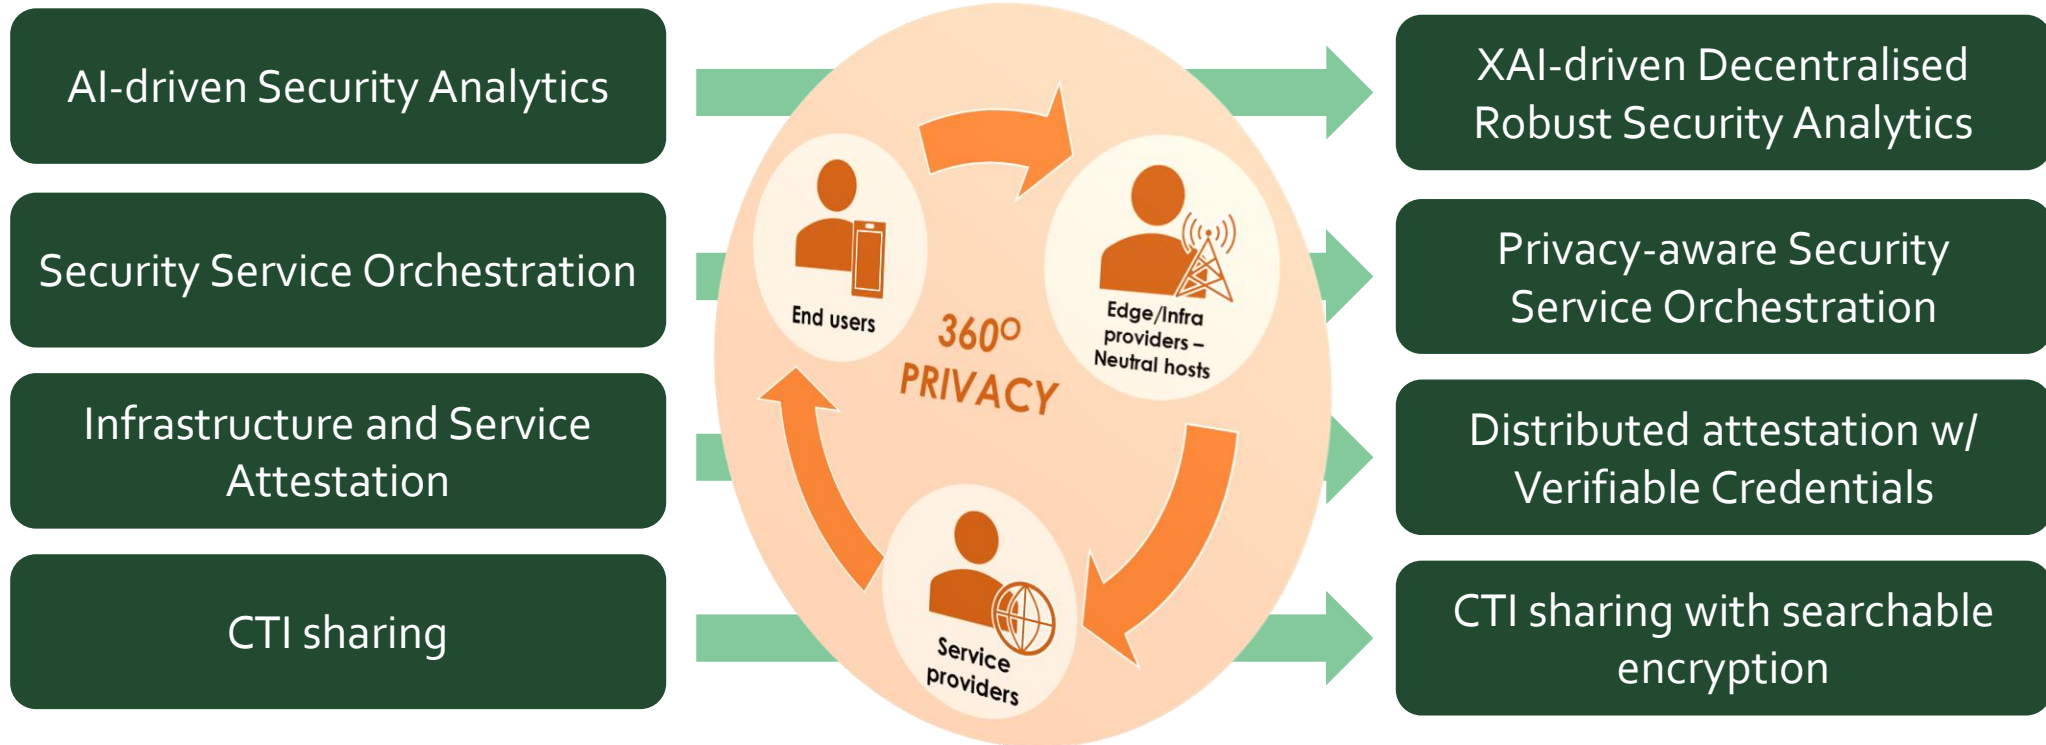 AI-driven Security Analytics
Security Service Orchestration
Infrastructure and Service
Attestation
CTI sharing
End users
Edge/Infra
providers –
Neutral hosts
360º
PRIVACY
Service
providers
XAI-driven Decentralised
Robust Security Analytics
Privacy-aware Security
Service Orchestration
Distributed attestation w/
Verifiable Credentials
CTI sharing with searchable
encryption